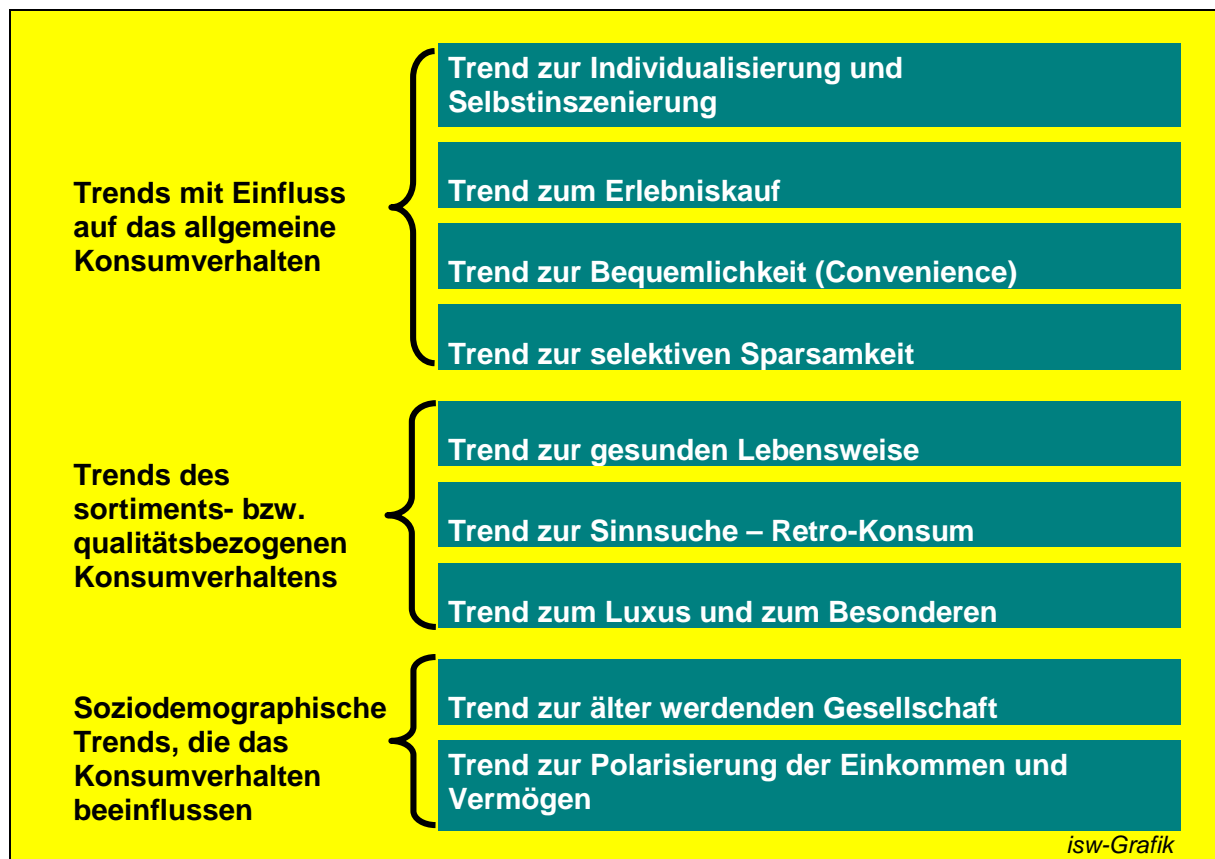 Trends mit Einfluss
auf das allgemeine
Konsumverhalten
Trend zur Individualisierung und
Selbstinszenierung
Trend zum Erlebniskauf
Trend zur Bequemlichkeit (Convenience)
Trend zur selektiven Sparsamkeit
Trends des
sortiments- bzw.
qualitätsbezogenen
Konsumverhaltens
Trend zur gesunden Lebensweise
Trend zur Sinnsuche – Retro-Konsum
Trend zum Luxus und zum Besonderen
Soziodemographische
Trends, die das
Konsumverhalten
beeinflussen
Trend zur älter werdenden Gesellschaft
Trend zur Polarisierung der Einkommen und
Vermögen
isw-Grafik